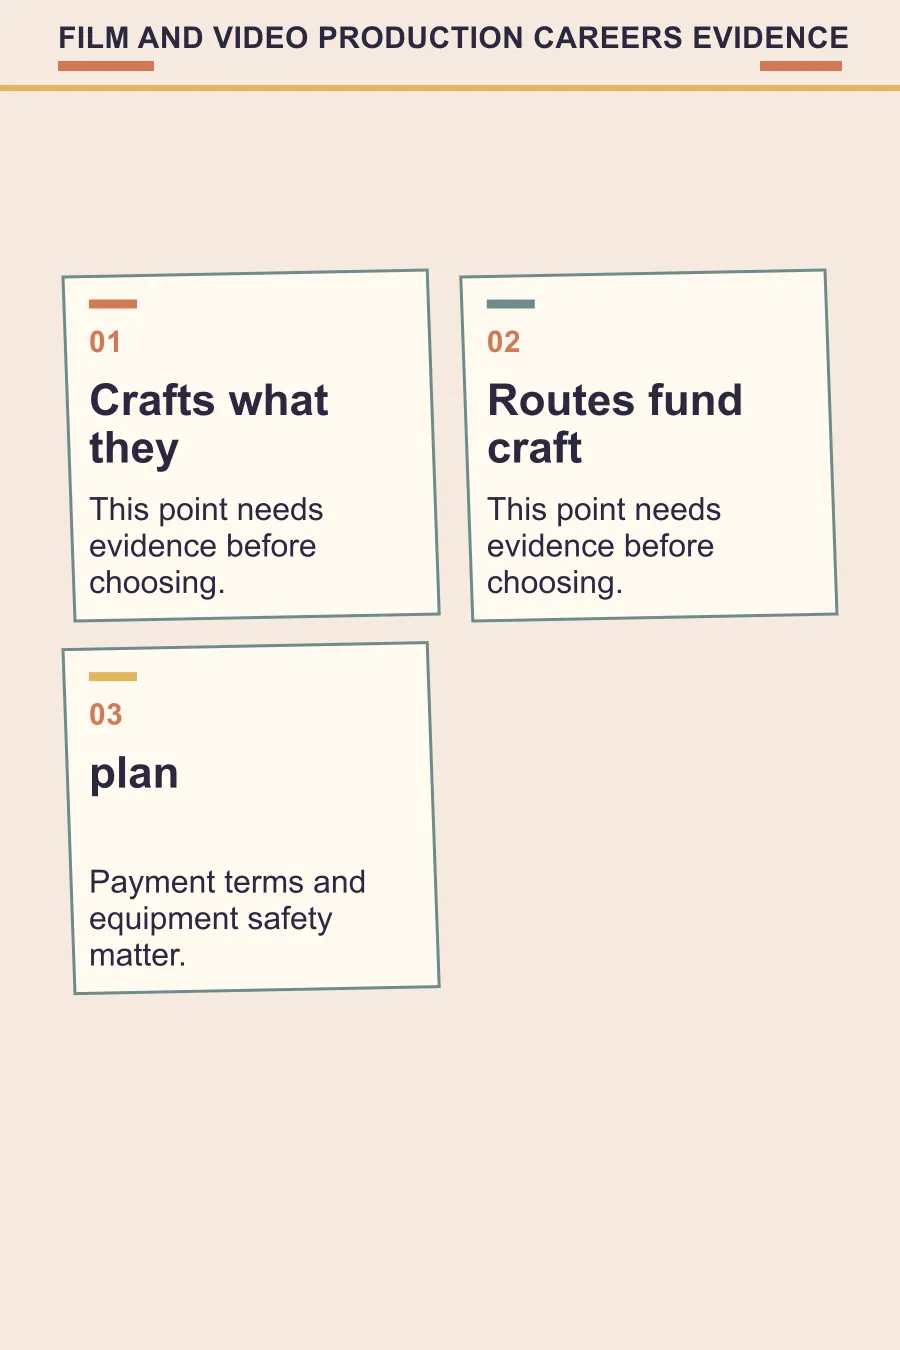 FILM AND VIDEO PRODUCTION CAREERS EVIDENCE
01
Crafts what
they
This point needs
evidence before
choosing.
02
Routes fund
craft
This point needs
evidence before
choosing.
03
plan
Payment terms and
equipment safety
matter.